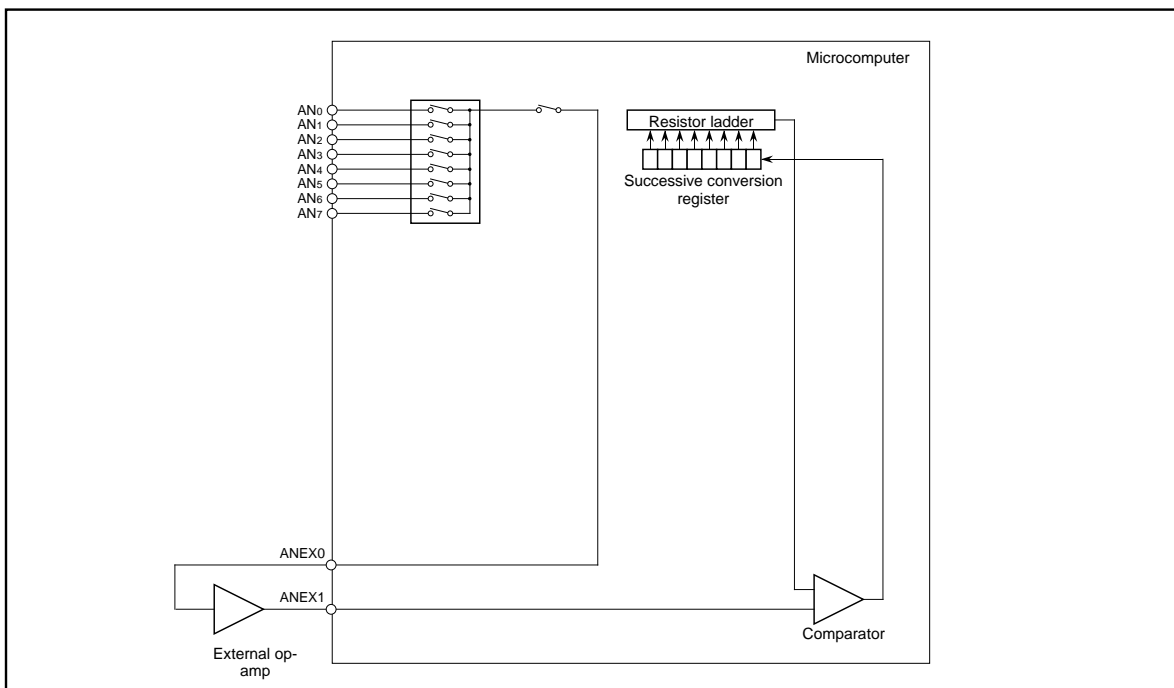 Microcomputer
AN0
AN1
AN2
AN3
AN4
AN5
AN6
AN7
Resistor ladder
Successive conversion
register
ANEX0
ANEX1
External op-
amp
Comparator